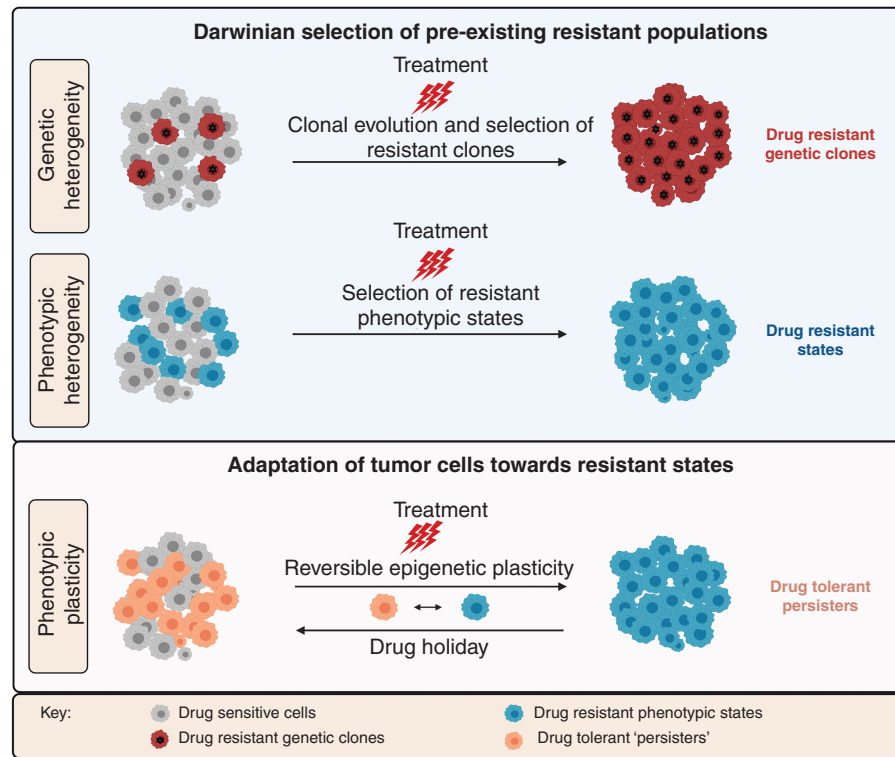 Darwinian selection of pre-existing resistant populations
Genetic
heterogeneity
Treatment
Clonal evolution and selection of
resistant clones
Drug resistant
genetic clones
Phenotypic
heterogeneity
Treatment
Selection of resistant
phenotypic states
Drug resistant
states
Adaptation of tumor cells towards resistant states
Phenotypic
plasticity
Treatment
Reversible epigenetic plasticity
Drug holiday
Drug tolerant
persisters
Key:
Drug sensitive cells
Drug resistant phenotypic states
Drug resistant genetic clones
Drug tolerant ‘persisters’